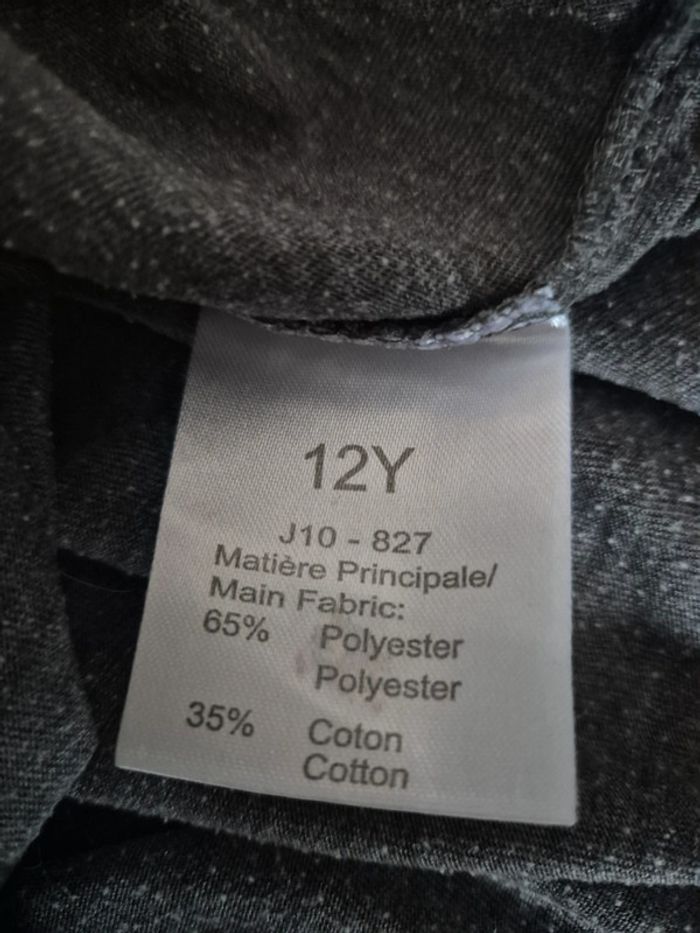 12Y
J10 - 827
Matière Principale/
Main Fabric:
65% Polyester
Polyester
35% Coton
Cotton